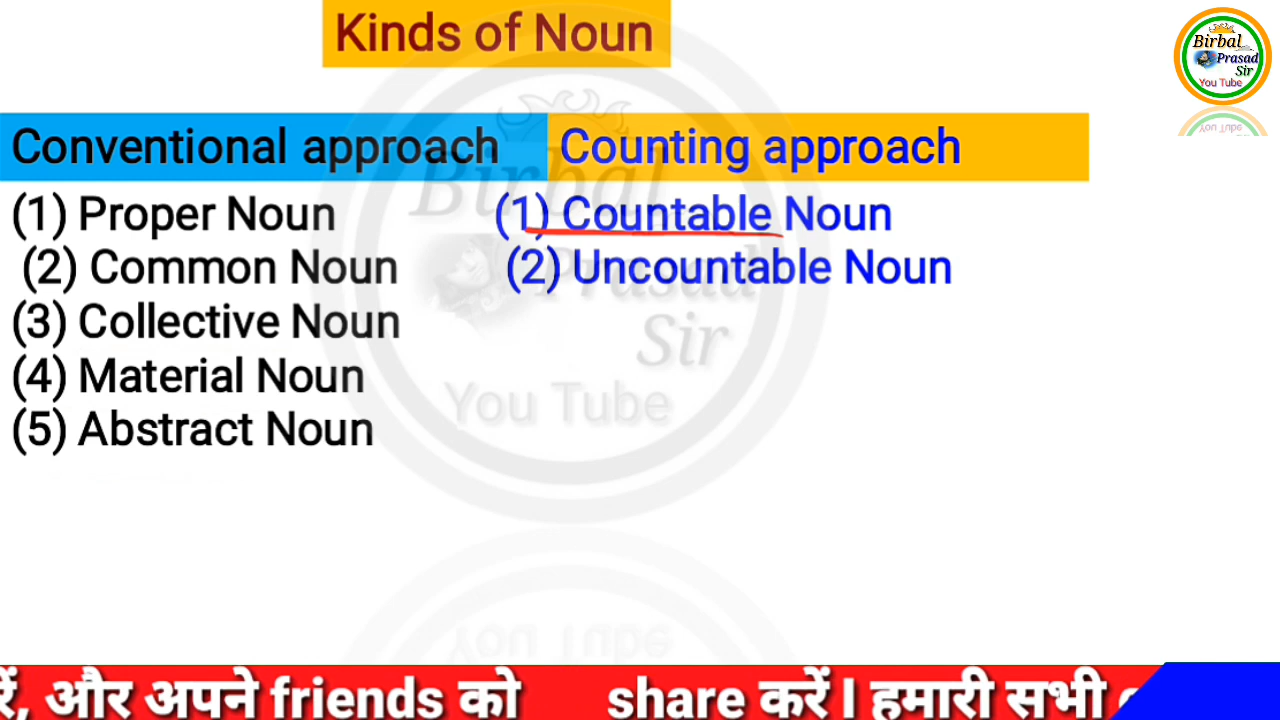 Kinds of Noun
Birbal
Prasad
Sir
You Tube
Conventional approach
Counting approach
(1) Proper Noun
(1) Countable Noun
(2) Common Noun
(2) Uncountable Noun
(3) Collective Noun
(4) Material Noun
(5) Abstract Noun
Birbal
Prasad
Sir
You Tube
रें, और अपने friends को share करें l हमारी सभी